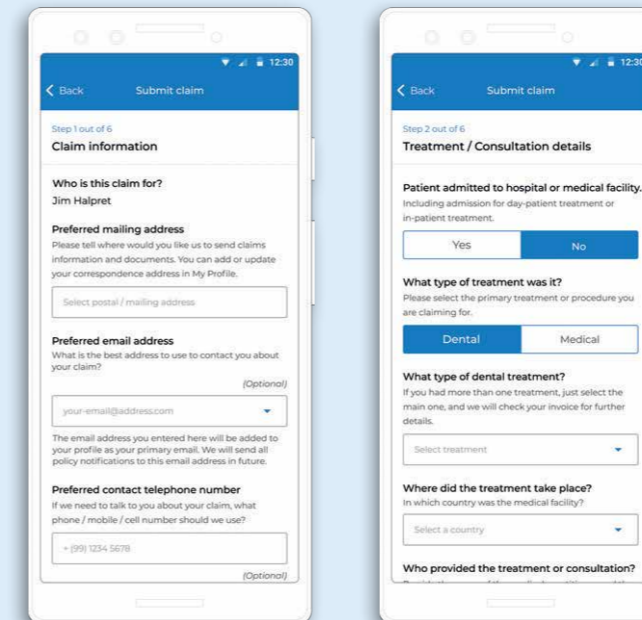 12:30
Back Submit claim
Step 1 out of 6
Claim information
Who is this claim for?
Jim Halpret
Preferred mailing address
Please tell where would you like us to send claims
information and documents. You can add or update
your correspondence address in My Profile.
Select postal / mailing address
Preferred email address
What is the best address to use to contact you about
your claim?
(Optional)
your-email@address.com
The email address you entered here will be added to
your profile as your primary email. We will send all
policy notifications to this email address in future.
Preferred contact telephone number
If we need to talk to you about your claim, what
phone / mobile / cell number should we use?
+ (99) 1234 5678
(Optional)
12:30
Back Submit claim
Step 2 out of 6
Treatment / Consultation details
Patient admitted to hospital or medical facility.
Including admission for day-patient treatment or
in-patient treatment.
Yes No
What type of treatment was it?
Please select the primary treatment or procedure you
are claiming for.
Dental Medical
What type of dental treatment?
If you had more than one treatment, just select the
main one, and we will check your invoice for further
details.
Select treatment
Where did the treatment take place?
In which country was the medical facility?
Select a country
Who provided the treatment or consultation?